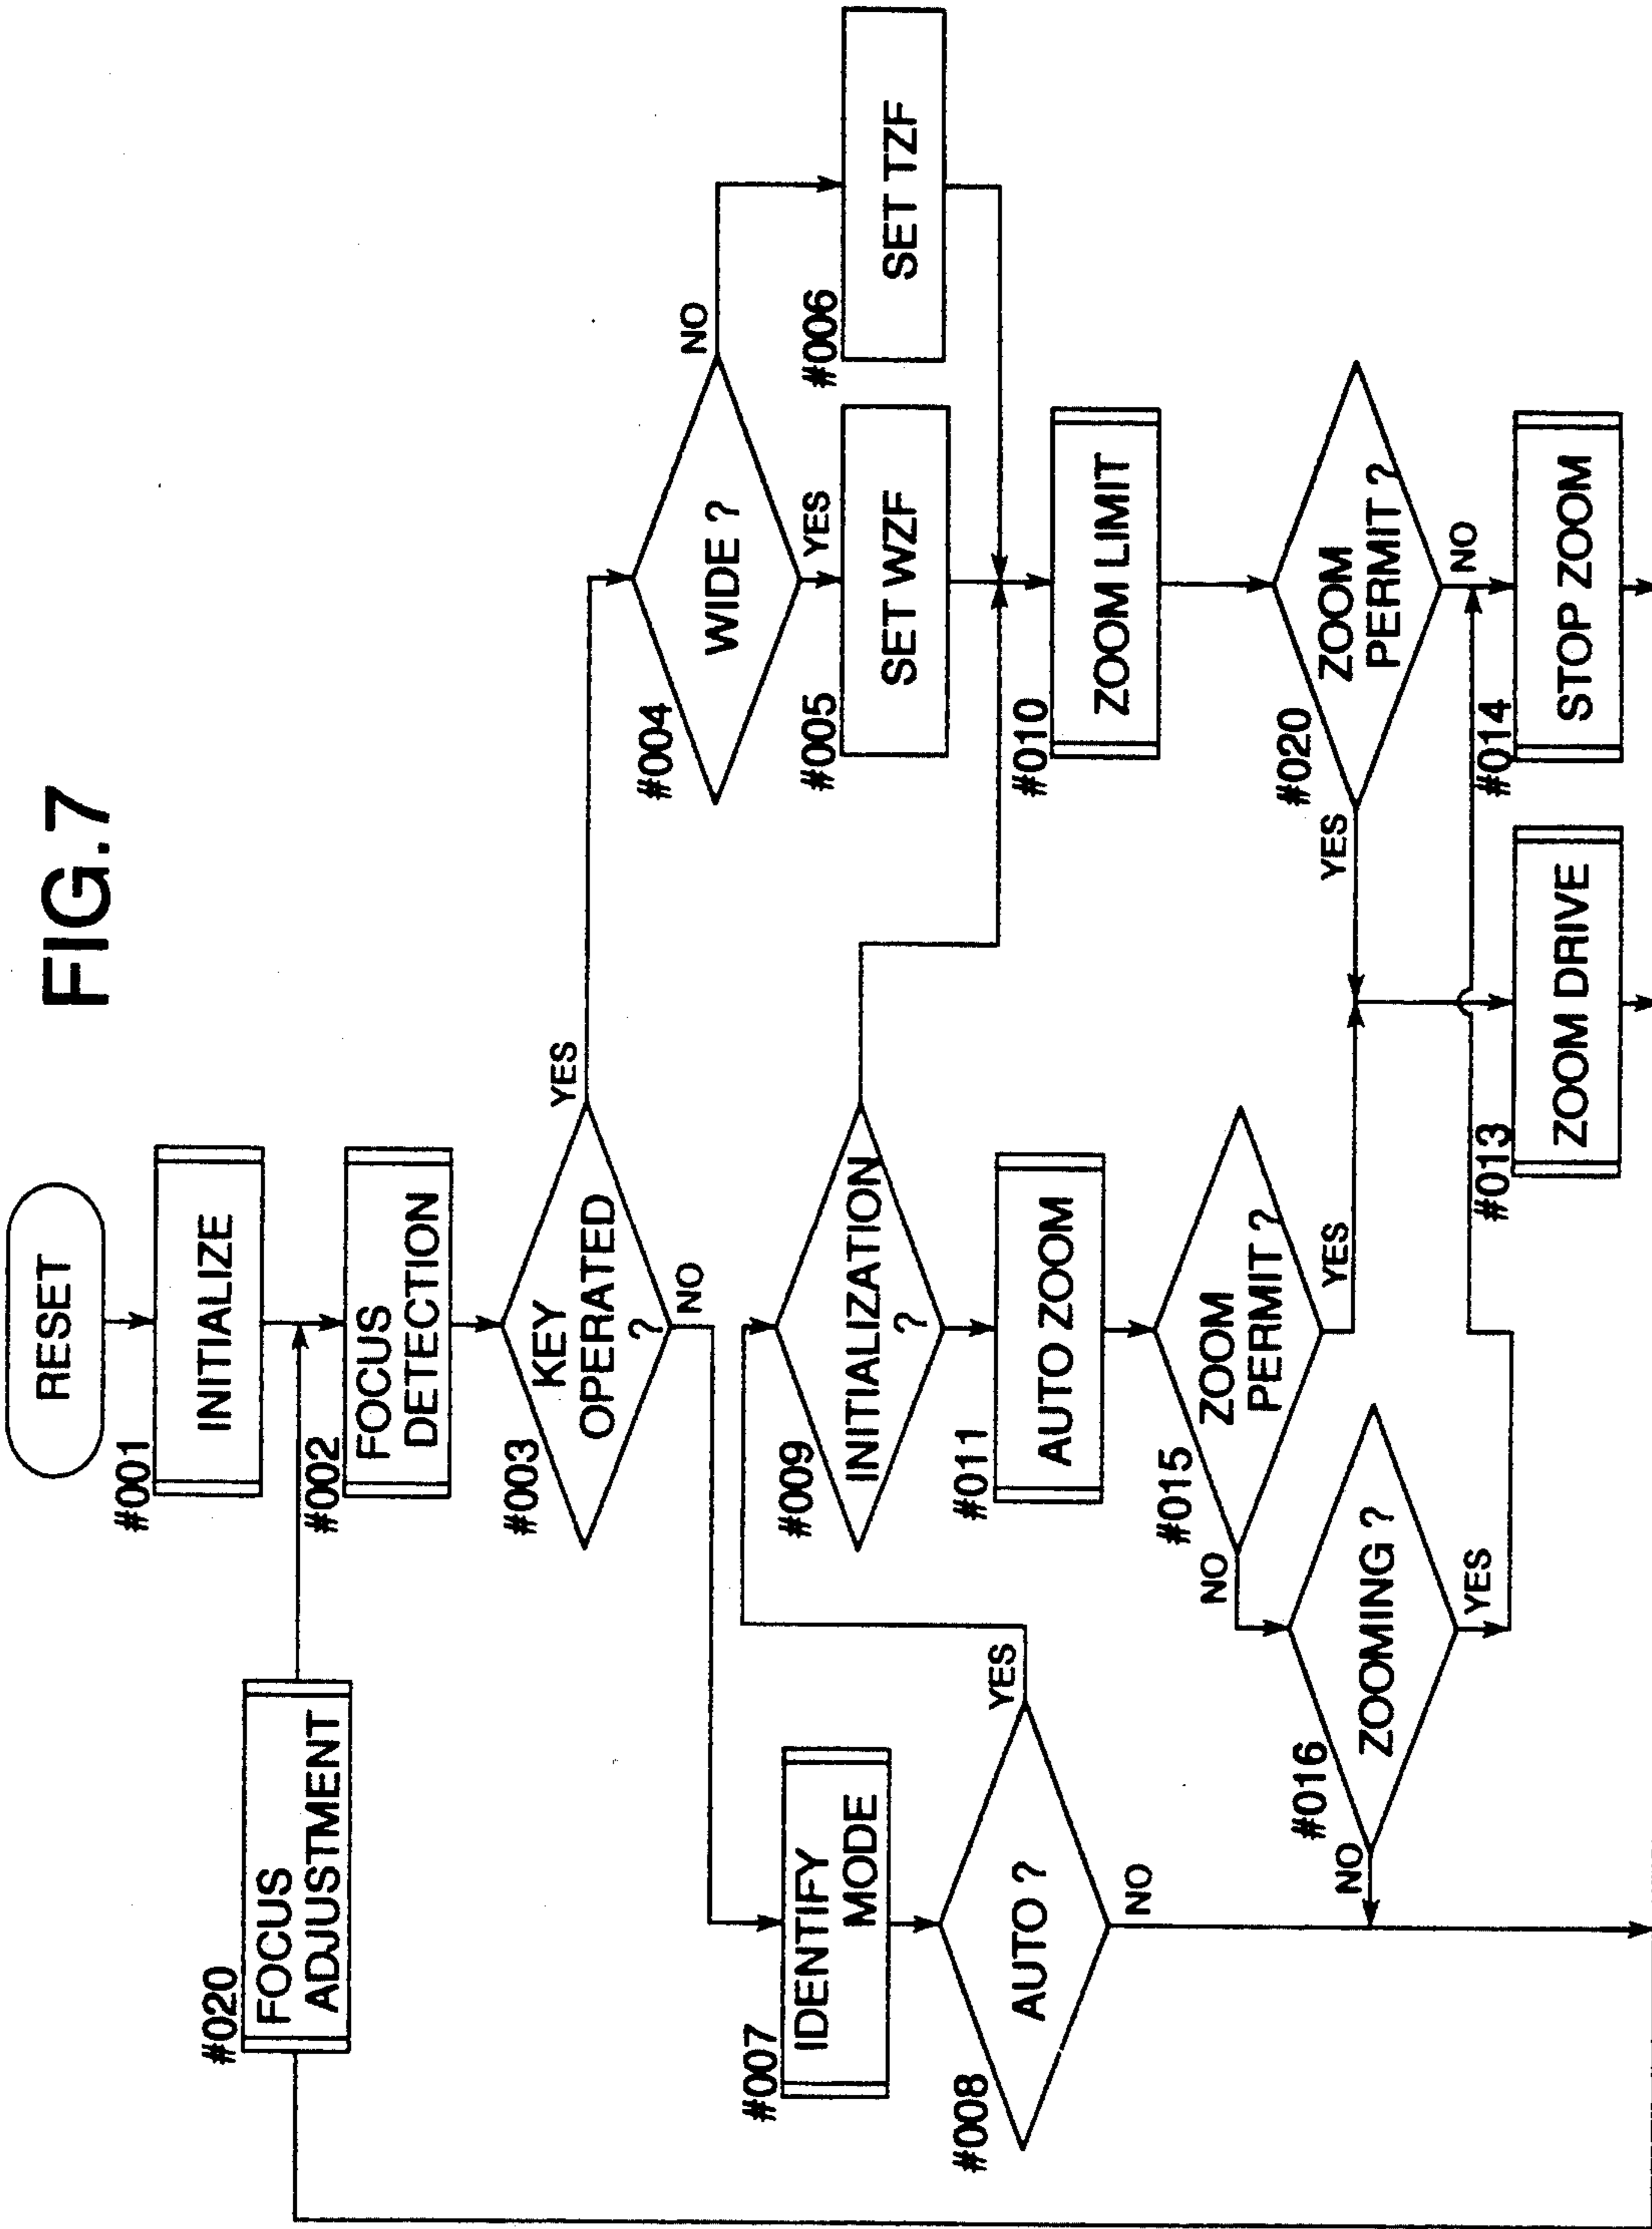 FIG.7
RESET
#001
INITIALIZE
#020
FOCUS
ADJUSTMENT
#002
FOCUS
DETECTION
#003
KEY
OPERATED
?
YES
NO
#004
WIDE ?
NO
YES
#005
SET WZF
#006
SET TZF
#007
IDENTIFY
MODE
#008
AUTO ?
YES
NO
#009
INITIALIZATION
?
#010
ZOOM LIMIT
#011
AUTO ZOOM
#015
ZOOM
PERMIT ?
NO
YES
#020
ZOOM
PERMIT ?
YES
NO
#016
ZOOMING ?
NO
YES
#013
ZOOM DRIVE
#014
STOP ZOOM